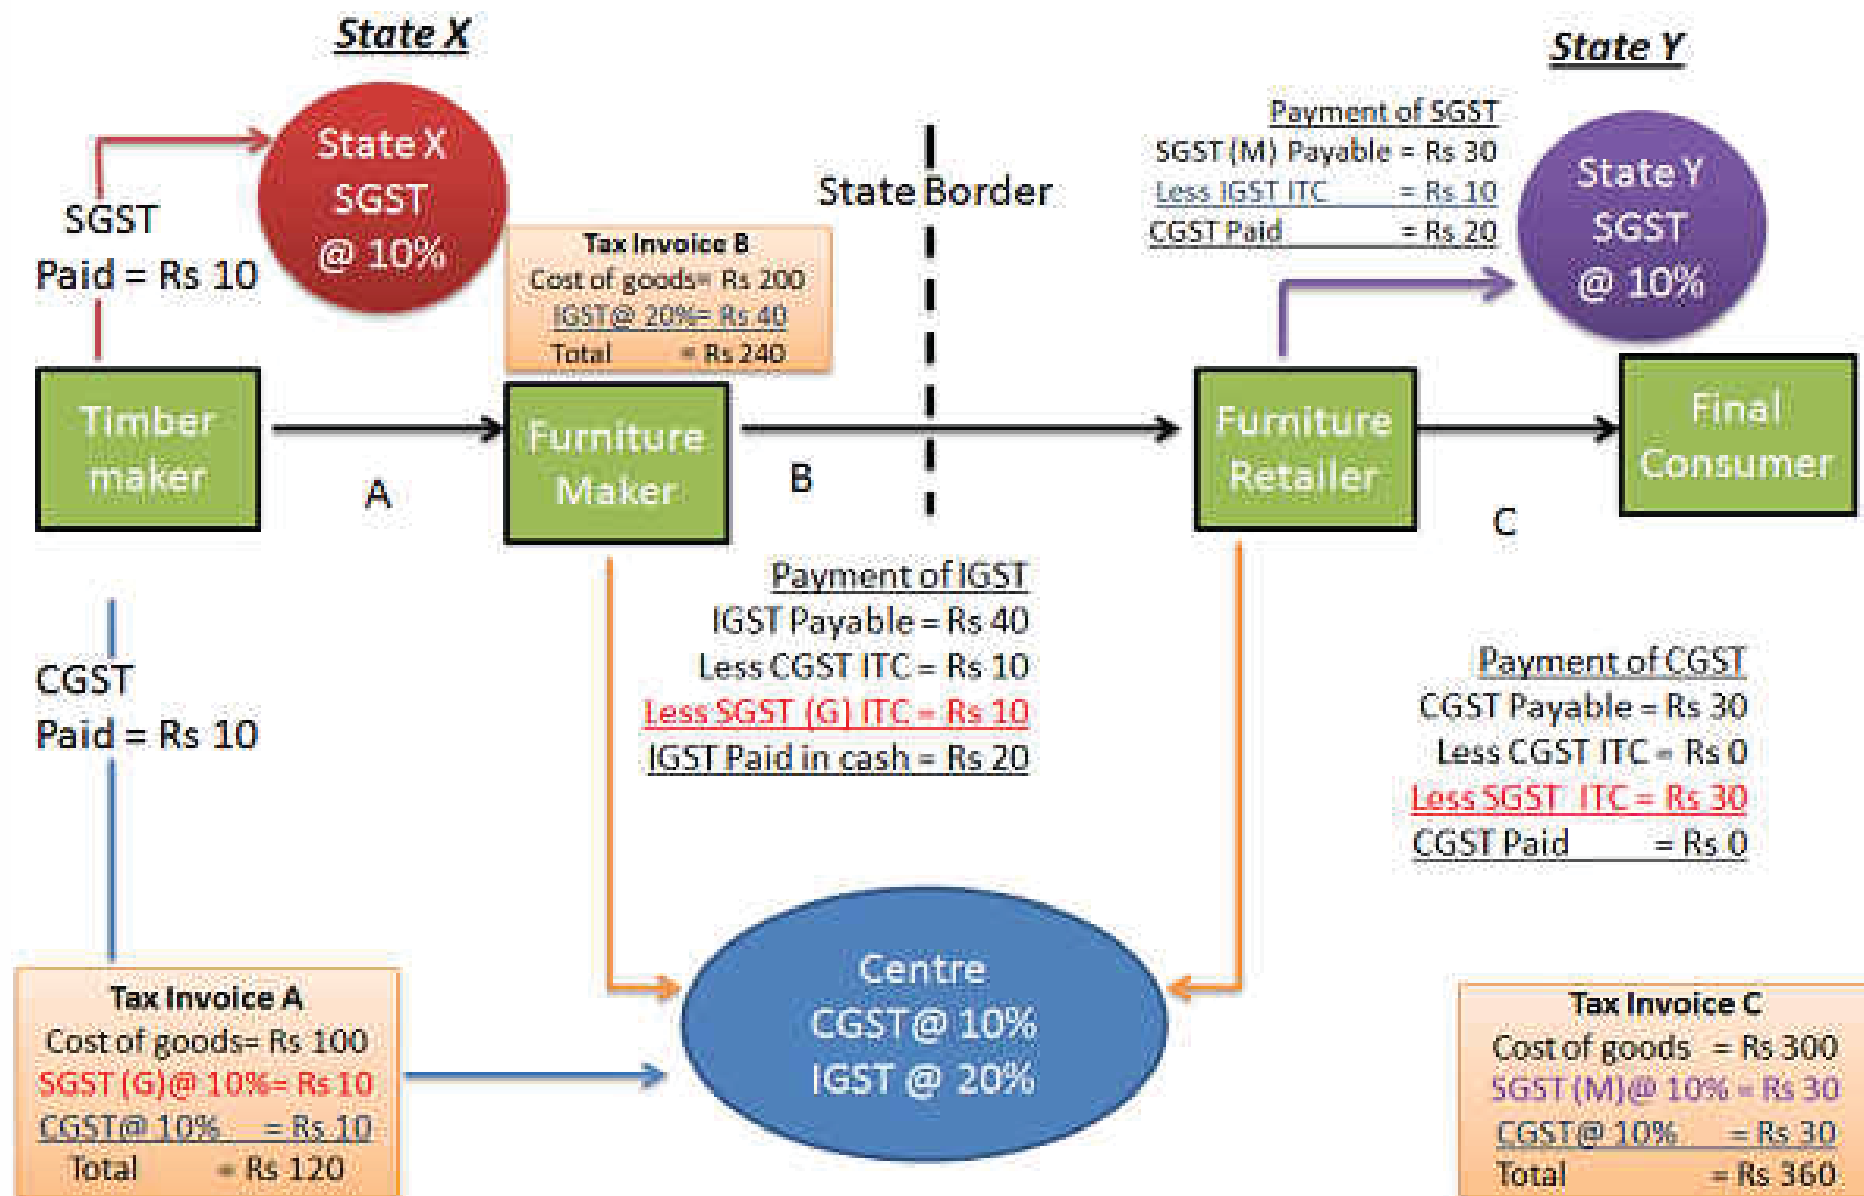 State X
State Y
State X
SGST
@ 10%
SGST
Paid = Rs 10
Tax Invoice B
Cost of goods= Rs 200
IGST@ 20%= Rs 40
Total = Rs 240
State Border
Payment of SGST
SGST (M) Payable = Rs 30
Less IGST ITC = Rs 10
CGST Paid = Rs 20
State Y
SGST
@ 10%
Timber
maker
A
Furniture
Maker
B
Furniture
Retailer
C
Final
Consumer
CGST
Paid = Rs 10
Payment of IGST
IGST Payable = Rs 40
Less CGST ITC = Rs 10
Less SGST (G) ITC = Rs 10
IGST Paid in cash = Rs 20
Payment of CGST
CGST Payable = Rs 30
Less CGST ITC = Rs 0
Less SGST ITC = Rs 30
CGST Paid = Rs 0
Tax Invoice A
Cost of goods= Rs 100
SGST (G)@ 10%= Rs 10
CGST@ 10% = Rs 10
Total = Rs 120
Centre
CGST@ 10%
IGST @ 20%
Tax Invoice C
Cost of goods = Rs 300
SGST (M)@ 10% = Rs 30
CGST@ 10% = Rs 30
Total = Rs 360